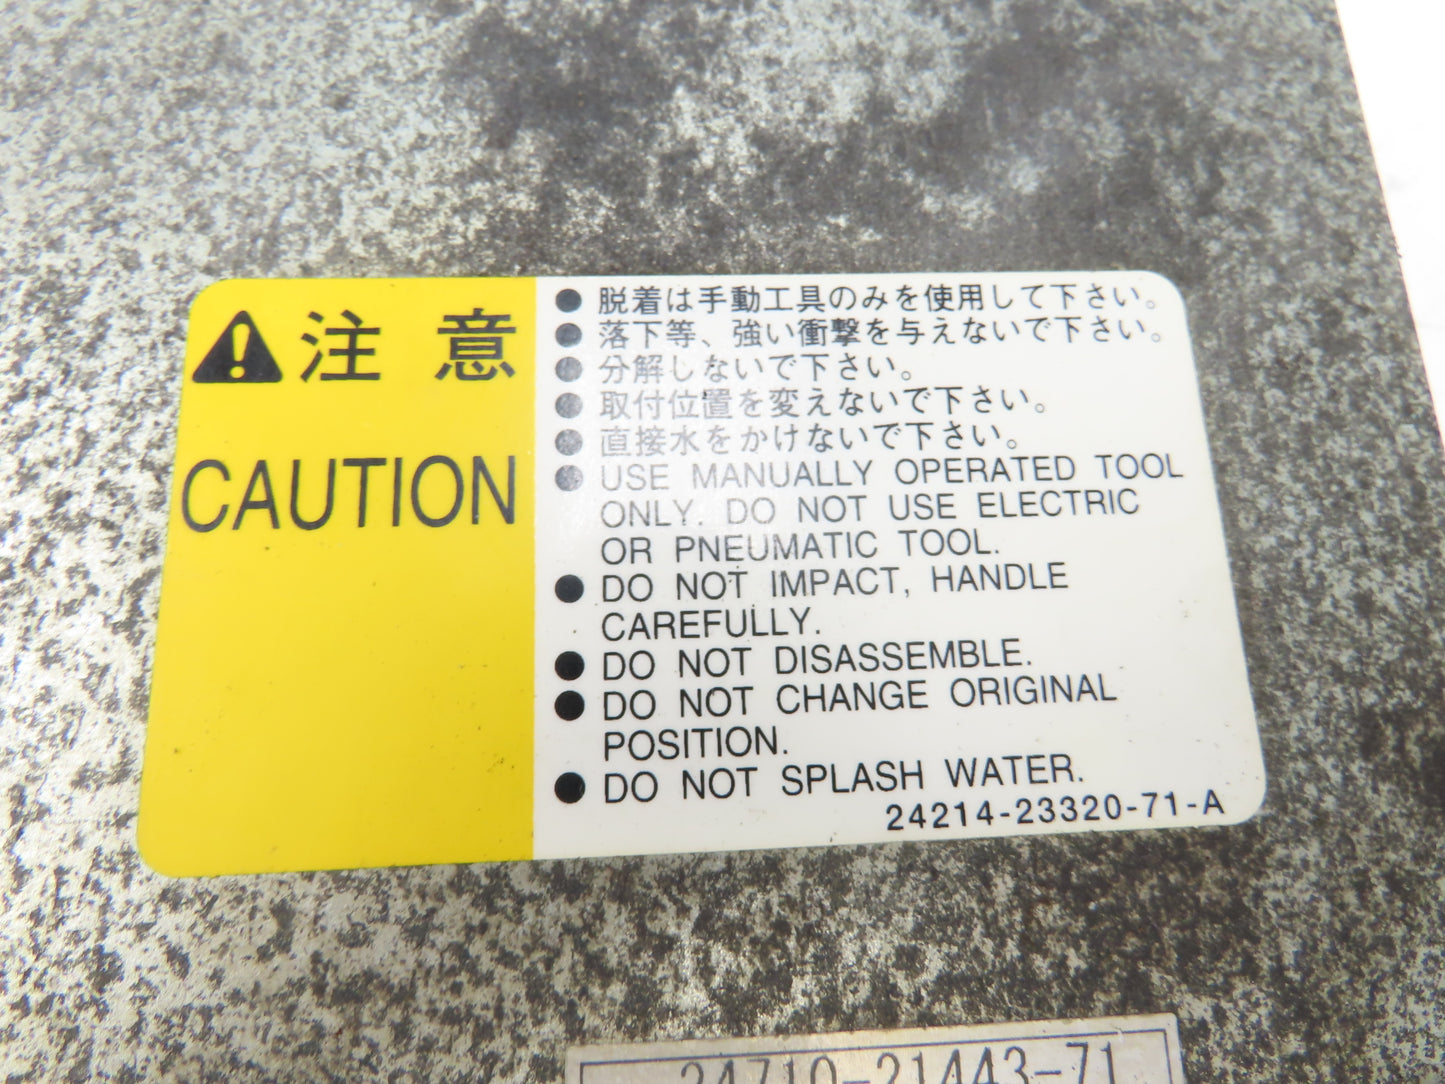 注意
CAUTION
● 脱着は手動工具のみを使用して下さい。
● 落下等、強い衝撃を与えないで下さい。
● 分解しないで下さい。
● 取付位置を変えないで下さい。
● 直接水をかけないで下さい。
● USE MANUALLY OPERATED TOOL
ONLY. DO NOT USE ELECTRIC
OR PNEUMATIC TOOL.
● DO NOT IMPACT, HANDLE
CAREFULLY.
● DO NOT DISASSEMBLE.
● DO NOT CHANGE ORIGINAL
POSITION.
● DO NOT SPLASH WATER.
24214-23320-71-A
24710-21443-71